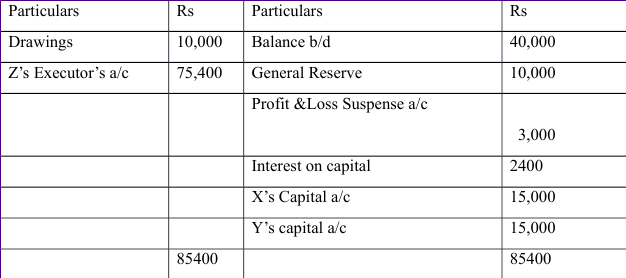 Particulars Rs Particulars Rs
Drawings 10,000 Balance b/d 40,000
Z's Executor's a/c 75,400 General Reserve 10,000
Profit &Loss Suspense a/c
3,000
Interest on capital 2400
X's Capital a/c 15,000
Y's capital a/c 15,000
85400 85400